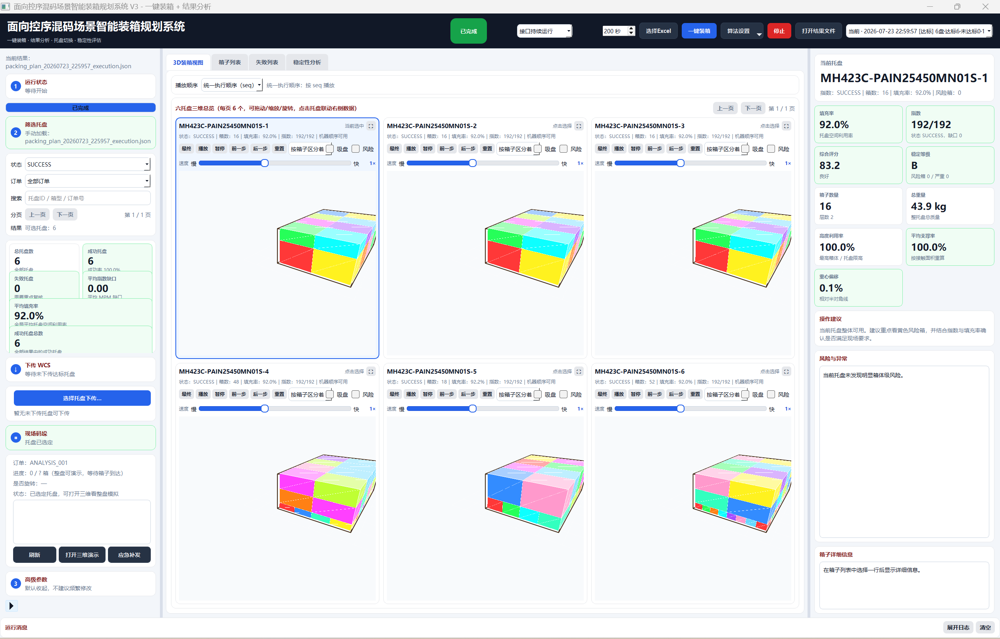 面向控序混码场景智能装箱规划系统 V3 - 一键装箱 + 结果分析
面向控序混码场景智能装箱规划系统
一键装箱 · 结果分析 · 托盘切换 · 稳定性评估
已完成
接口持续运行
200 秒
选择Excel
一键装箱
算法设置
停止
打开结果文件
当前 · 2026-07-23 22:59:57 [达标] 6盘·达标6·未达标0·1
当前结果:
packing_plan_20260723_225957_execution.json
1
运行状态
等待开始
已完成
2
筛选托盘
手动加载:
packing_plan_20260723_225957_execution.json
状态 SUCCESS
订单 全部订单
搜索 托盘ID / 箱型 / 订单号
分页 上一页 下一页 第 1 / 1 页
结果 可选托盘: 6
总托盘数
6
全部托盘
成功托盘
6
成功率 100.0%
失败托盘
0
需要重点复核
平均指数缺口
0.00
平均 MPM 缺口
平均填充率
92.0%
全局平均托盘空间利用率
成功托盘总数
6
全部结果中的成功托盘
↓
下传 WCS
等待未下传达标托盘
选择托盘下传...
暂无未下传托盘可下传
现场码垛
托盘已选定
订单: ANALYSIS_001
进度: 0 / ? 箱（整盘可演示，等待箱子到达）
是否旋转: —
状态: 已选定托盘，可打开三维看整盘模拟
刷新 打开三维演示 应急补发
3
高级参数
默认收起，不建议频繁修改
3D装箱视图 箱子列表 失败列表 稳定性分析
播放顺序 统一执行顺序（seq） 统一执行顺序: 按 seq 播放
六托盘三维总览（每页 6 个，可拖动/缩放/旋转，点击托盘联动右侧数据）
上一页 下一页 第 1 / 1 页
MH423C-PAIN25450MN01S-1 当前选中
状态: SUCCESS | 箱数: 16 | 填充率: 92.0% | 指数: 192/192 | 机器顺序可用
最终 播放 暂停 前一步 后一步 重置 按箱子区分着 吸盘 风险
速度 慢 快 1×
MH423C-PAIN25450MN01S-2 点击选择
状态: SUCCESS | 箱数: 16 | 填充率: 92.0% | 指数: 192/192 | 机器顺序可用
最终 播放 暂停 前一步 后一步 重置 按箱子区分着 吸盘 风险
速度 慢 快 1×
MH423C-PAIN25450MN01S-3 点击选择
状态: SUCCESS | 箱数: 16 | 填充率: 92.0% | 指数: 192/192 | 机器顺序可用
最终 播放 暂停 前一步 后一步 重置 按箱子区分着 吸盘 风险
速度 慢 快 1×
MH423C-PAIN25450MN01S-4 点击选择
状态: SUCCESS | 箱数: 48 | 填充率: 92.0% | 指数: 192/192 | 机器顺序可用
最终 播放 暂停 前一步 后一步 重置 按箱子区分着 吸盘 风险
速度 慢 快 1×
MH423C-PAIN25450MN01S-5 点击选择
状态: SUCCESS | 箱数: 18 | 填充率: 92.2% | 指数: 192/192 | 机器顺序可用
最终 播放 暂停 前一步 后一步 重置 按箱子区分着 吸盘 风险
速度 慢 快 1×
MH423C-PAIN25450MN01S-6 点击选择
状态: SUCCESS | 箱数: 52 | 填充率: 92.0% | 指数: 192/192 | 机器顺序可用
最终 播放 暂停 前一步 后一步 重置 按箱子区分着 吸盘 风险
速度 慢 快 1×
当前托盘
MH423C-PAIN25450MN01S-1
指数: SUCCESS | 箱数: 16 | 填充率: 92.0% | 风险箱: 0
填充率
92.0%
托盘空间利用率
指数
192/192
状态 SUCCESS，缺口 0
综合评分
83.2
良好
稳定等级
B
风险箱 0 / 严重 0
箱子数量
16
层数 2
总重量
43.9 kg
整托盘总质量
高度利用率
100.0%
最高箱体 / 托盘限高
平均支撑率
100.0%
按接触面积重算
重心偏移
0.1%
相对半对角线
操作建议
当前托盘整体可用。建议重点看黄色风险箱，并结合指数与填充率确
认是否满足现场要求。
风险与异常
当前托盘未发现明显箱体级风险。
箱子详细信息
在箱子列表中选择一行后显示详细信息。
运行消息
展开日志 清空